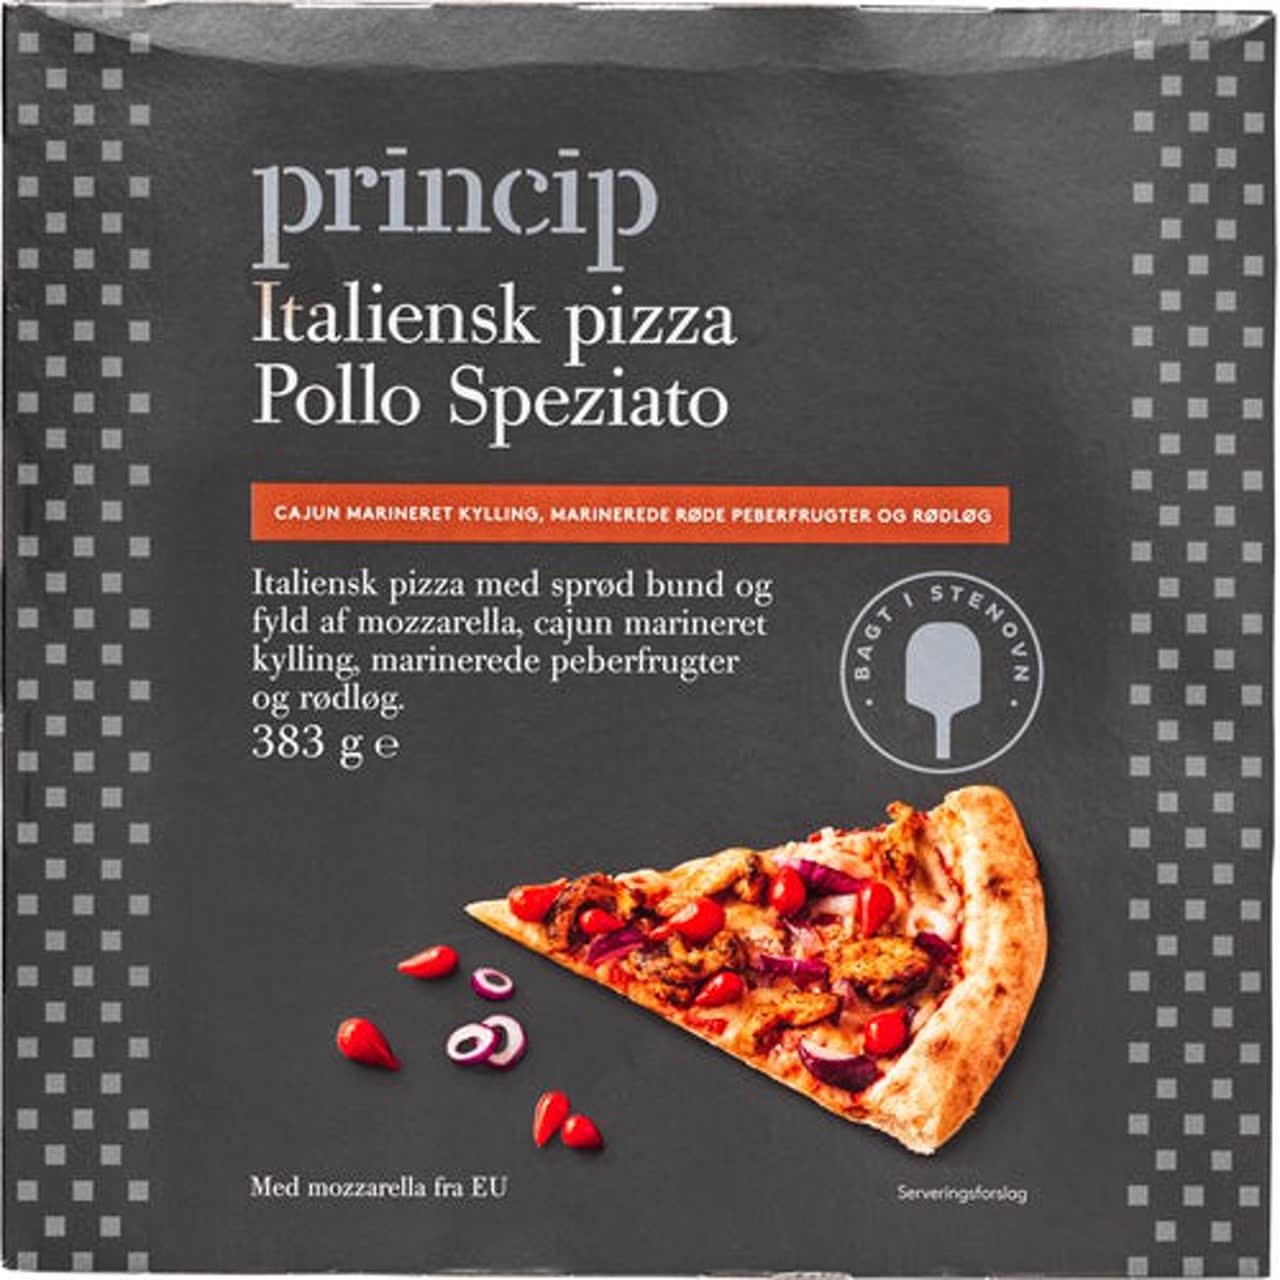 princip
Italiensk pizza
Pollo Speziato
CAJUN MARINERET KYLLING, MARINEREDE RØDE PEBERFRUGTER OG RØDLØG
Italiensk pizza med sprød bund og
fyld af mozzarella, cajun marineret
kylling, marinerede peberfrugter
og rødløg.
383 g ℮
· BAGT I STENOVN ·
Med mozzarella fra EU
Serveringsforslag